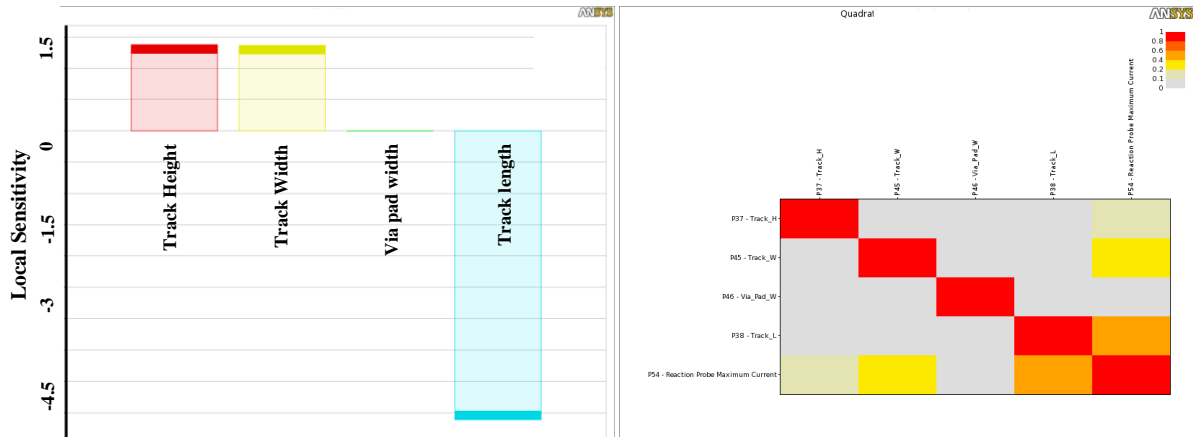 ANSYS
1.5
0
-1.5
-3
-4.5
Local Sensitivity
Track Height
Track Width
Via pad width
Track length
Quadrat
ANSYS
1
0.8
0.6
0.4
0.2
0.1
0
P37 - Track_H
P45 - Track_W
P46 - Via_Pad_W
P38 - Track_L
P54 - Reaction Probe Maximum Current
P37 - Track_H
P45 - Track_W
P46 - Via_Pad_W
P38 - Track_L
P54 - Reaction Probe Maximum Current